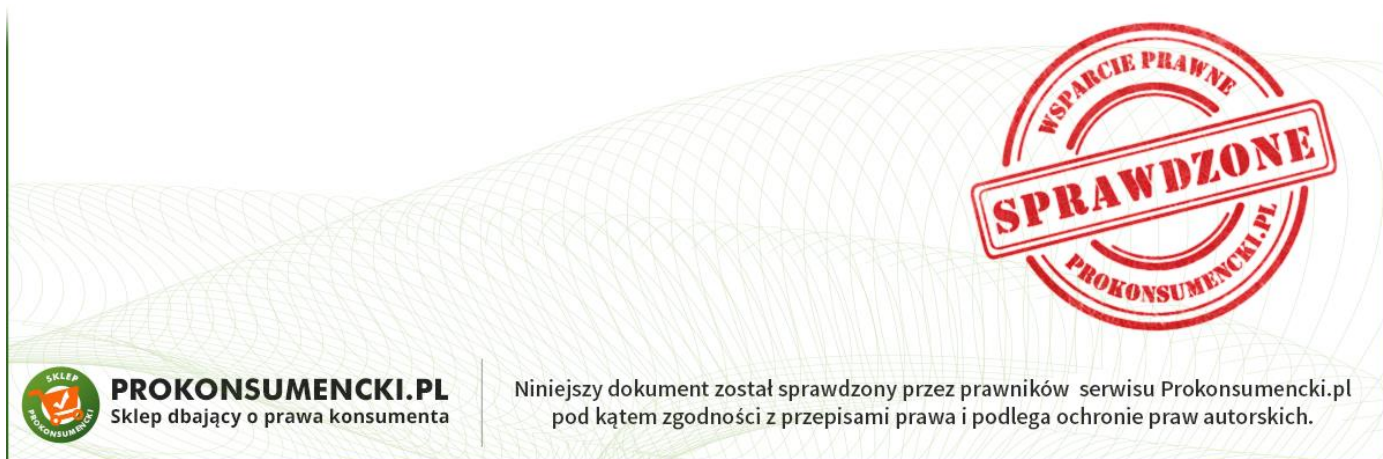 WSPARCIE PRAWNE
SPRAWDZONE
PROKONSUMENCKI.PL
SKLEP
PROKONSUMENCKI
PROKONSUMENCKI.PL
Sklep dbający o prawa konsumenta
Niniejszy dokument został sprawdzony przez prawników serwisu Prokonsumencki.pl
pod kątem zgodności z przepisami prawa i podlega ochronie praw autorskich.